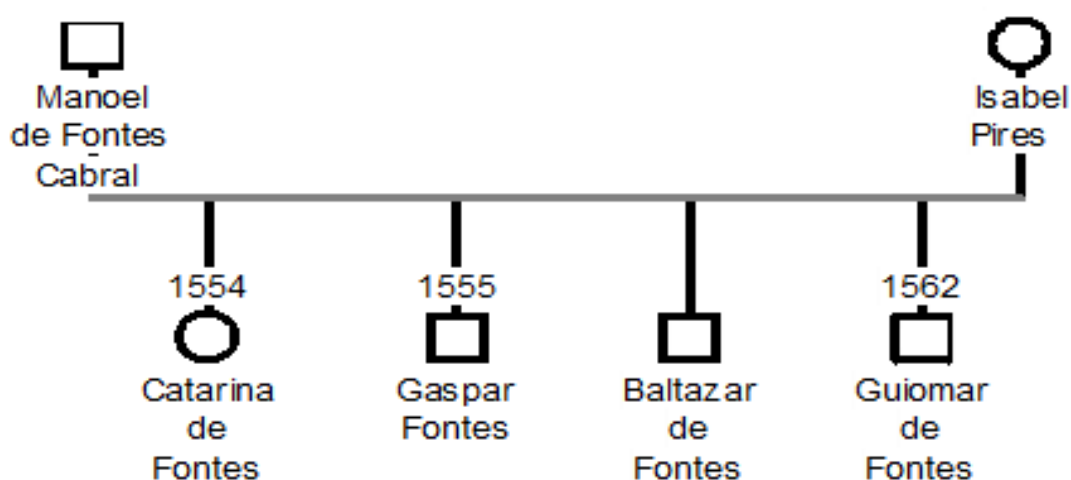 Manoel
de Fontes
Cabral
Isabel
Pires
1554
1555
1562
Catarina
de
Fontes
Gaspar
Fontes
Baltazar
de
Fontes
Guiomar
de
Fontes